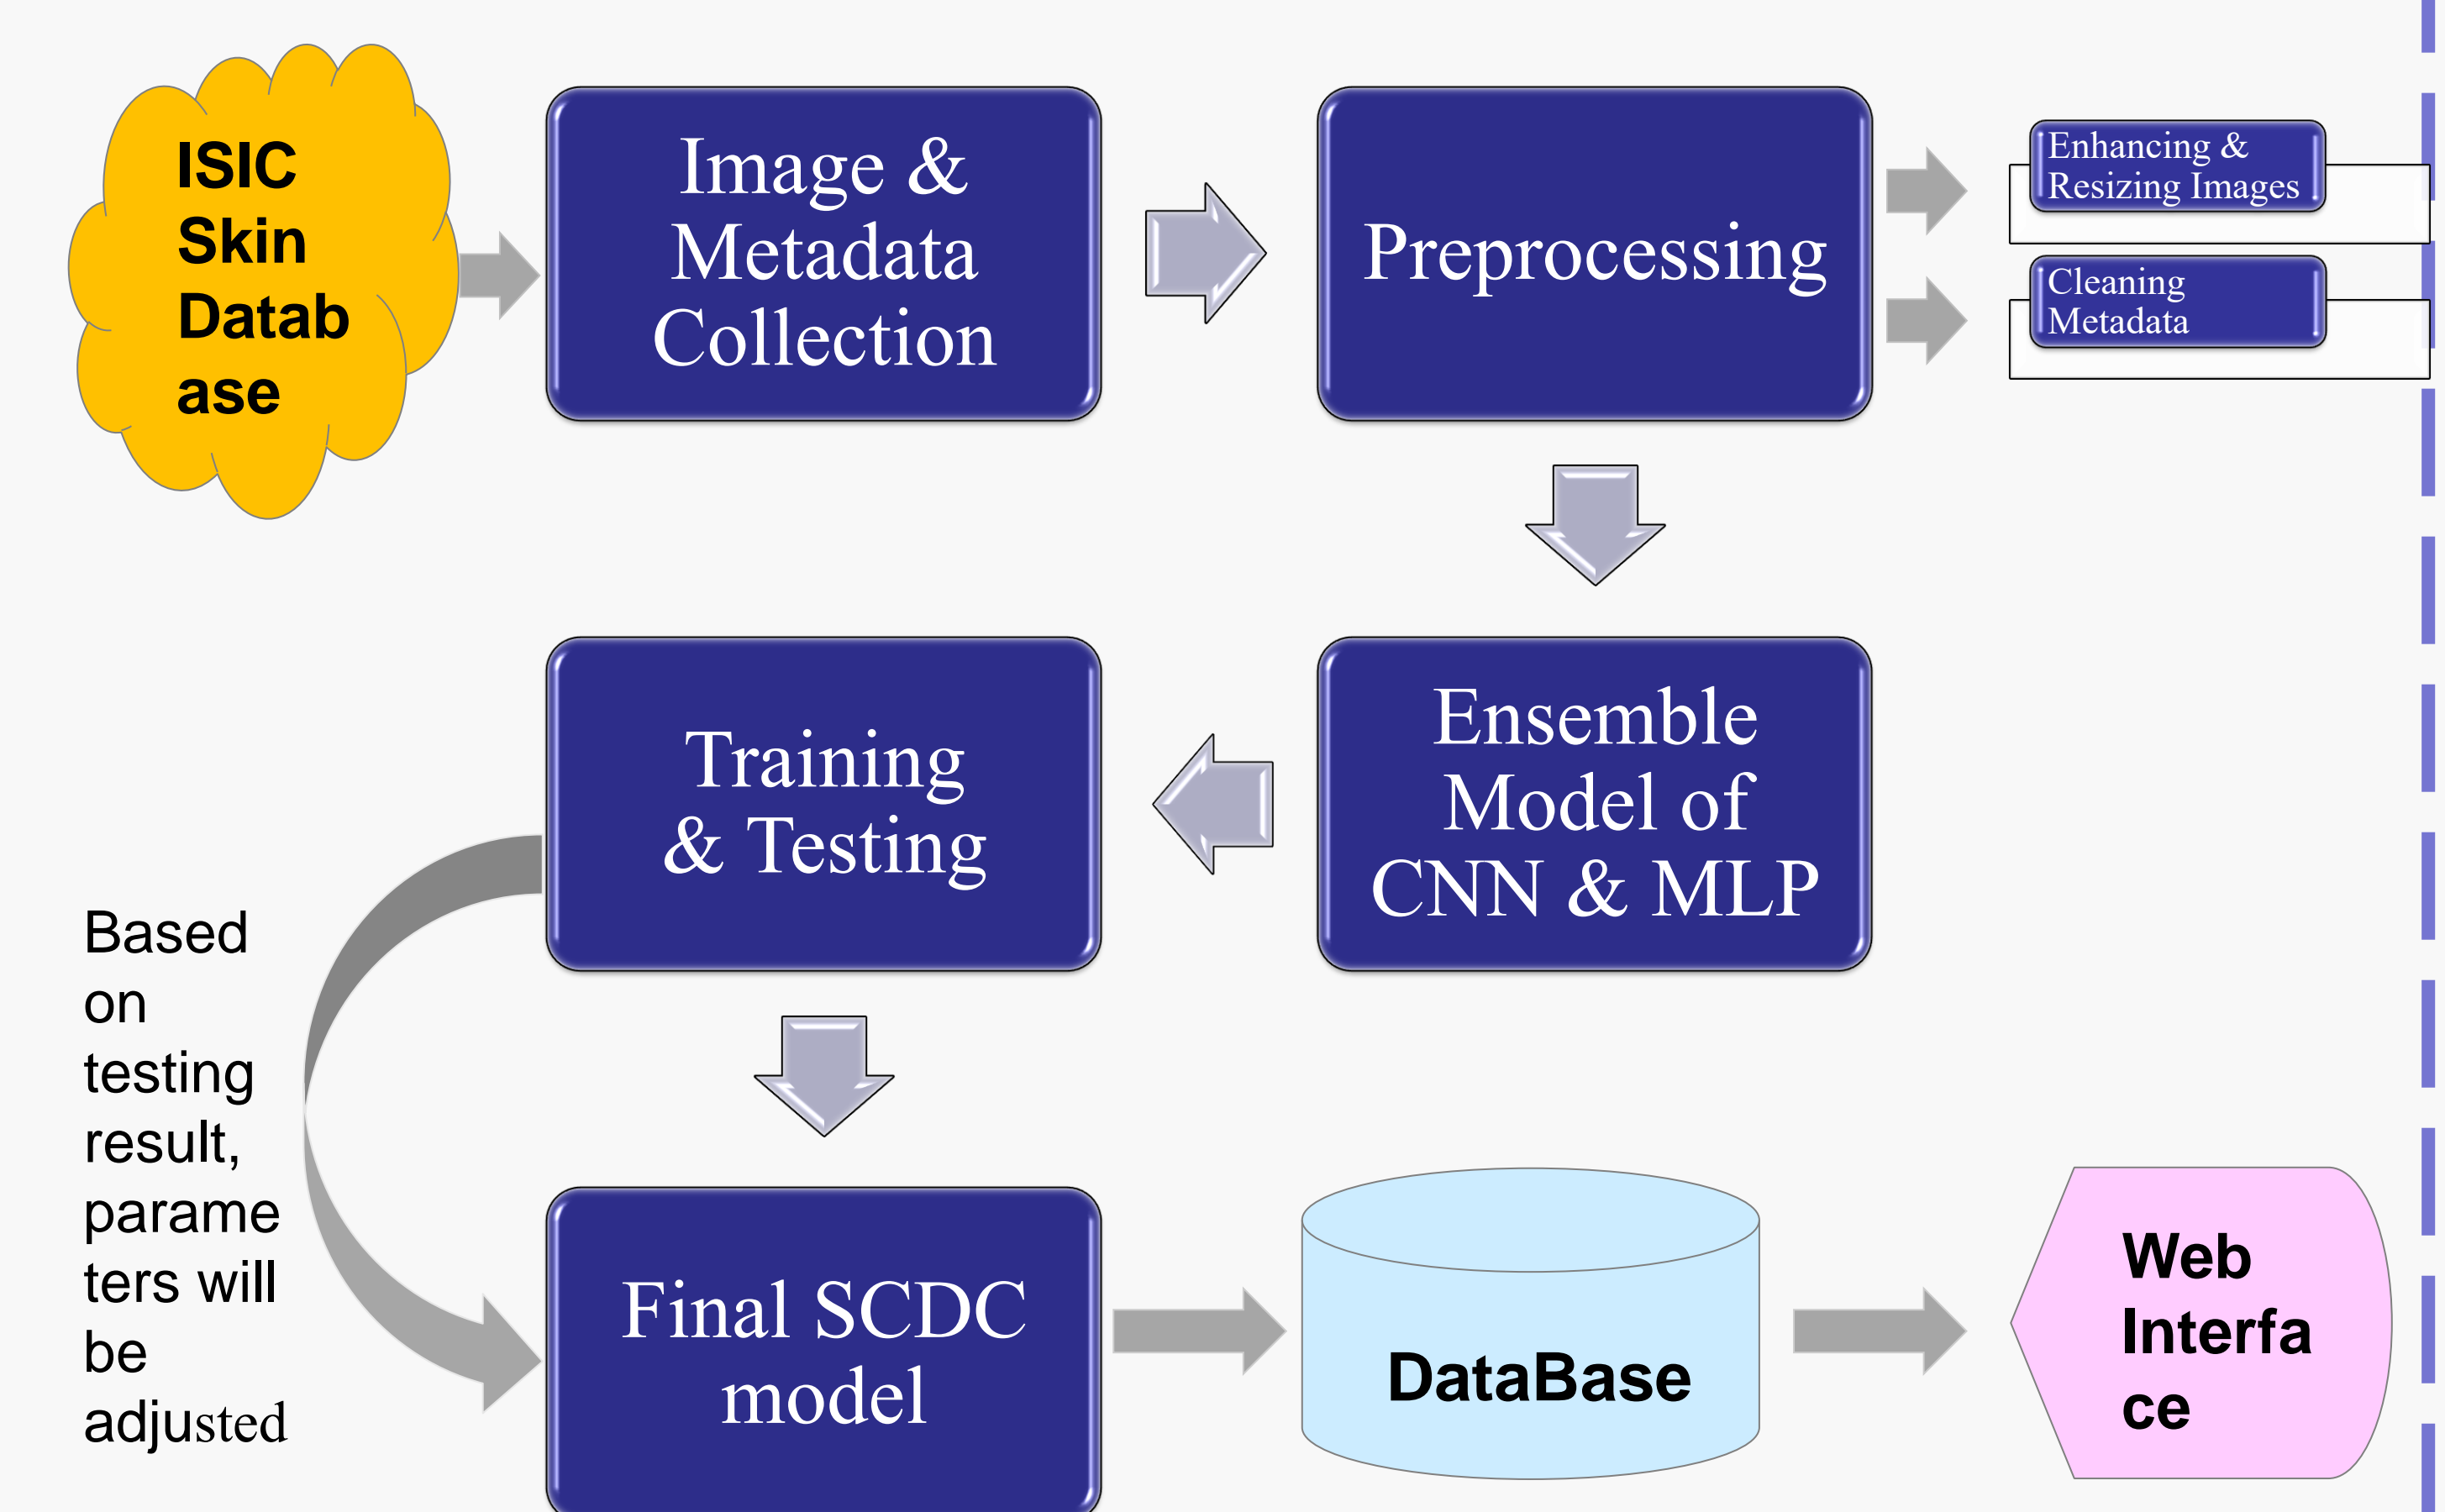 ISIC
Skin
Datab
ase
Image &
Metadata
Collection
Preprocessing
Enhancing &
Resizing Images
Cleaning
Metadata
Ensemble
Model of
CNN & MLP
Training
& Testing
Based
on
testing
result,
parame
ters will
be
adjusted
Final SCDC
model
DataBase
Web
Interfa
ce